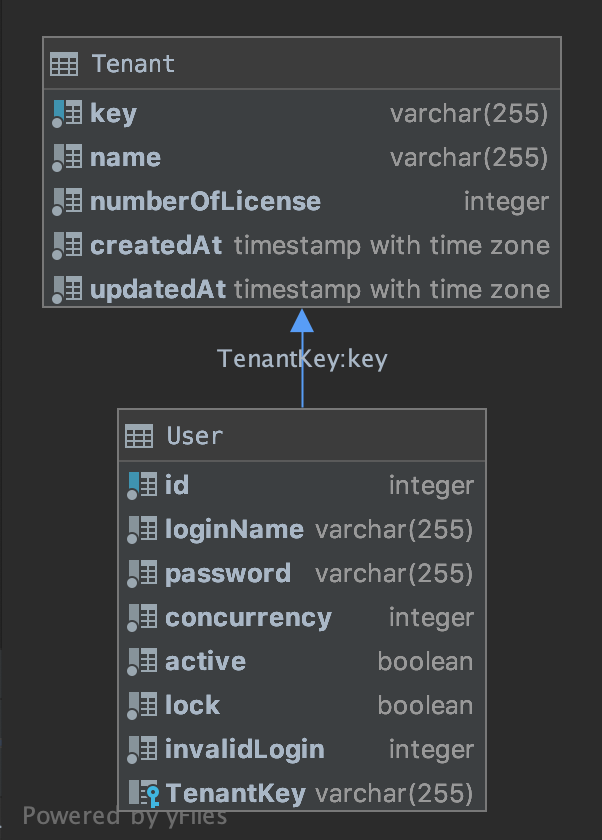 Tenant
key varchar(255)
name varchar(255)
numberOfLicense integer
createdAt timestamp with time zone
updatedAt timestamp with time zone
TenantKey:key
User
id integer
loginName varchar(255)
password varchar(255)
concurrency integer
active boolean
lock boolean
invalidLogin integer
TenantKey varchar(255)
Powered by yFiles